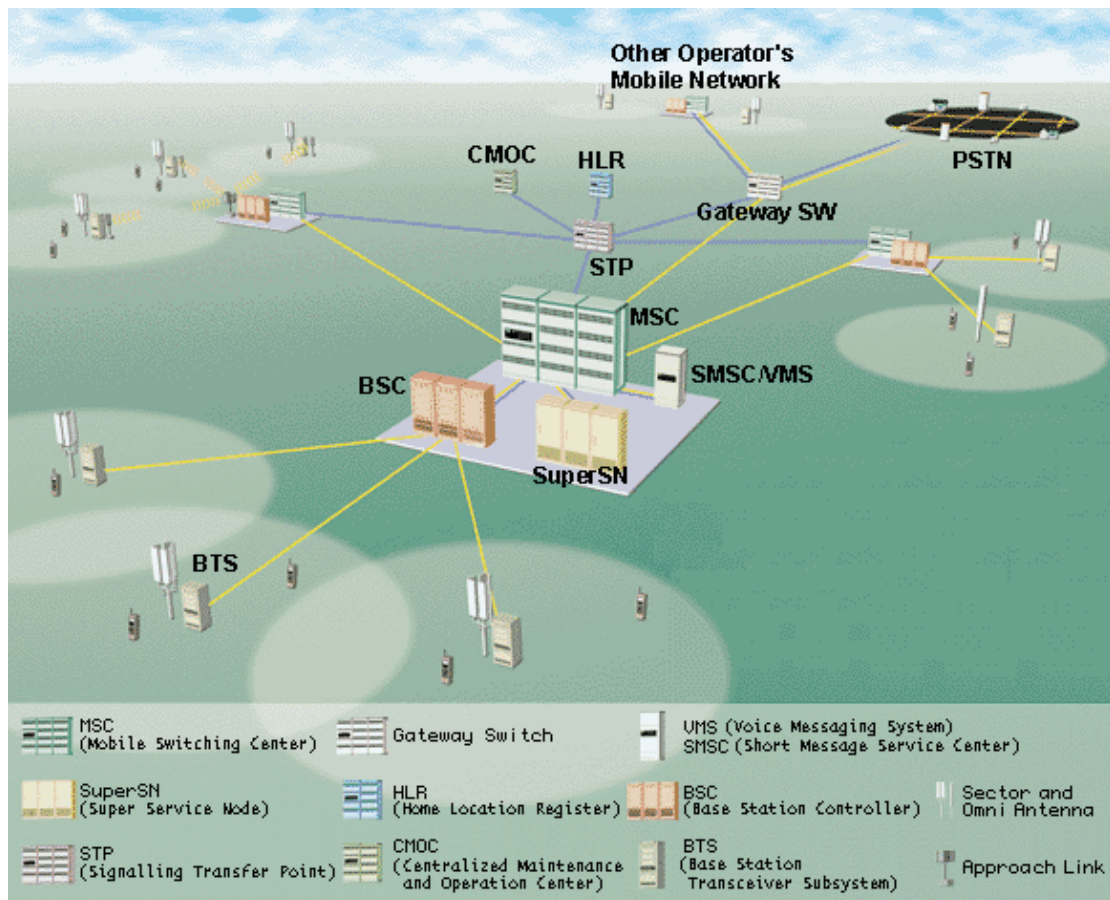 Other Operator's
Mobile Network
CMOC
HLR
PSTN
Gateway SW
STP
MSC
SMSC/VMS
BSC
SuperSN
BTS
MSC
(Mobile Switching Center)
Gateway Switch
VMS (Voice Messaging System)
SMSC (Short Message Service Center)
SuperSN
(Super Service Node)
HLR
(Home Location Register)
BSC
(Base Station Controller)
Sector and
Omni Antenna
STP
(Signalling Transfer Point)
CMOC
(Centralized Maintenance
and Operation Center)
BTS
(Base Station
Transceiver Subsystem)
Approach Link